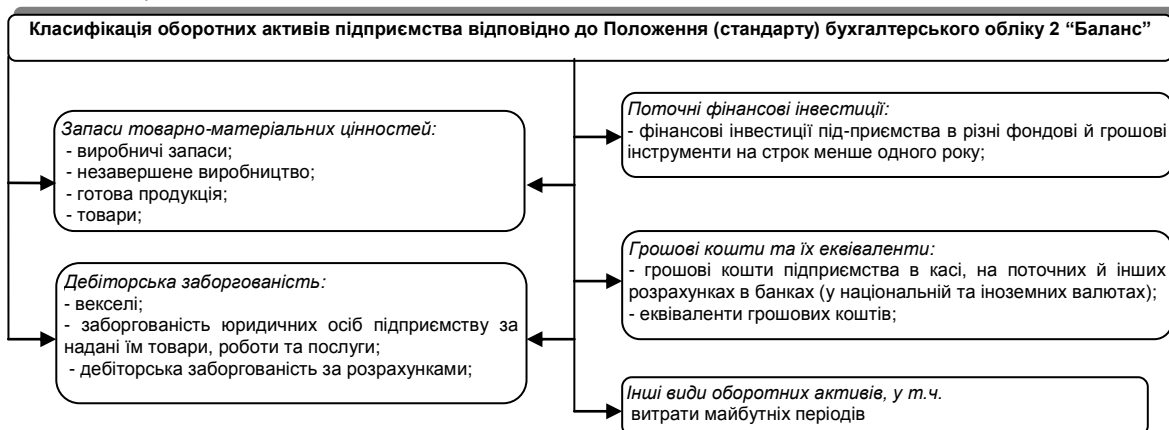 Класифікація оборотних активів підприємства відповідно до Положення (стандарту) бухгалтерського обліку 2 “Баланс”
Запаси товарно-матеріальних цінностей:
- виробничі запаси;
- незавершене виробництво;
- готова продукція;
- товари;
Дебіторська заборгованість:
- векселі;
- заборгованість юридичних осіб підприємству за
надані їм товари, роботи та послуги;
- дебіторська заборгованість за розрахунками;
Поточні фінансові інвестиції:
- фінансові інвестиції під-приємства в різні фондові й грошові
інструменти на строк менше одного року;
Грошові кошти та їх еквіваленти:
- грошові кошти підприємства в касі, на поточних й інших
розрахунках в банках (у національній та іноземних валютах);
- еквіваленти грошових коштів;
Інші види оборотних активів, у т.ч.
витрати майбутніх періодів